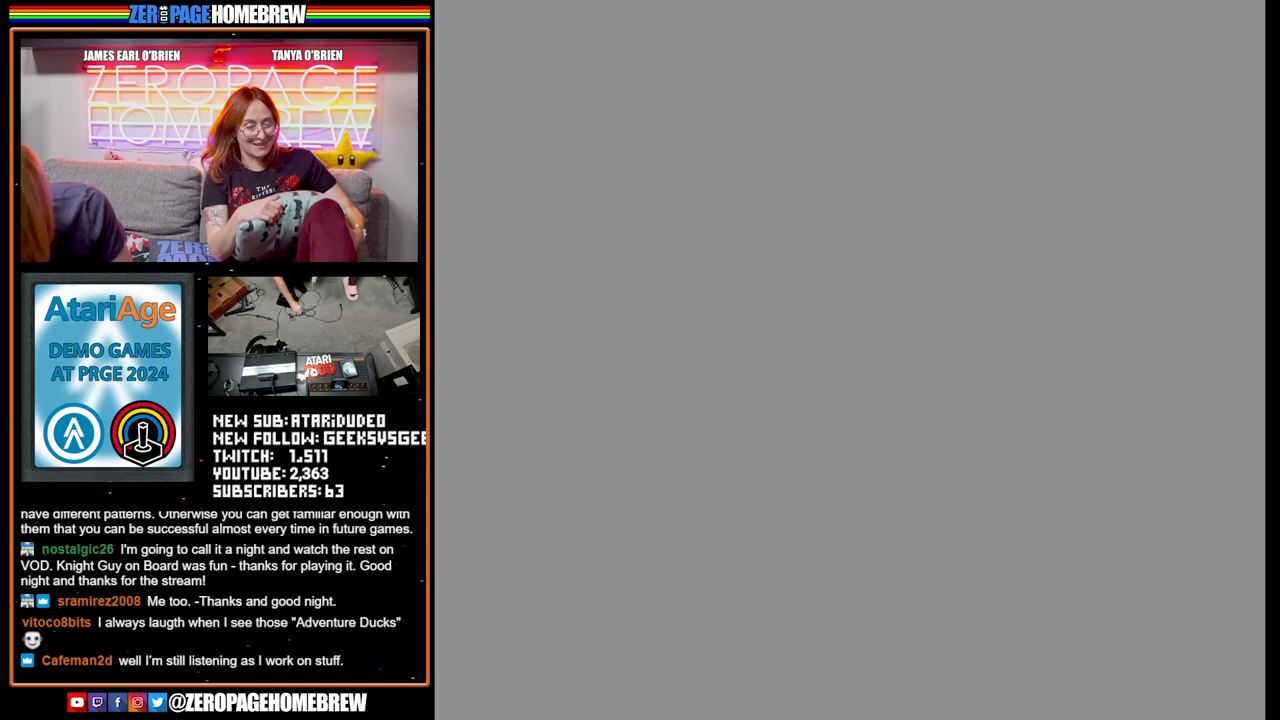 ZEROPAGEHOMEBREW
JAMES EARL O'BRIEN
TANYA O'BRIEN
ZEROPAGE
HOMEBREW
ZERO
PAGE
AtariAge
DEMO GAMES
AT PRGE 2024
ATARI
7800
NEW SUB: ATARIDUDE0
NEW FOLLOW: GEEKSYSGEE
TWITCH: 1,511
YOUTUBE: 2,363
SUBSCRIBERS: 63
have different patterns. Otherwise you can get familiar enough with
them that you can be successful almost every time in future games.
nostalgic26 I'm going to call it a night and watch the rest on
VOD. Knight Guy on Board was fun - thanks for playing it. Good
night and thanks for the stream!
sramirez2008 Me too. -Thanks and good night.
vitoco8bits I always laugth when I see those "Adventure Ducks"
Cafeman2d well I'm still listening as I work on stuff.
@ZEROPAGEHOMEBREW